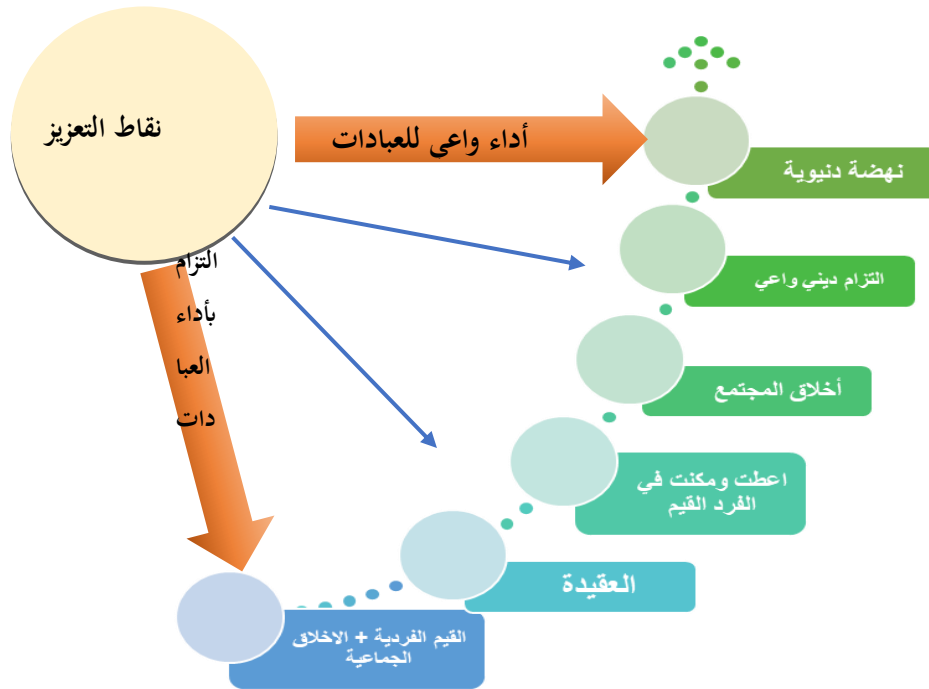 نقاط التعزيز
أداء واعي للعبادات
نهضة دنيوية
التزام
بأداء
العبا
دات
التزام ديني واعي
أخلاق المجتمع
اعطت ومكنت في
الفرد القيم
العقيدة
القيم الفردية + الاخلاق
الجماعية